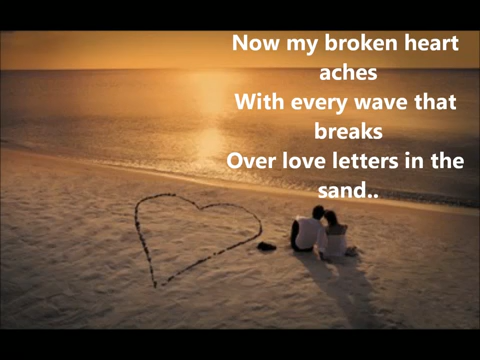 Now my broken heart
aches
With every wave that
breaks
Over love letters in the
sand..